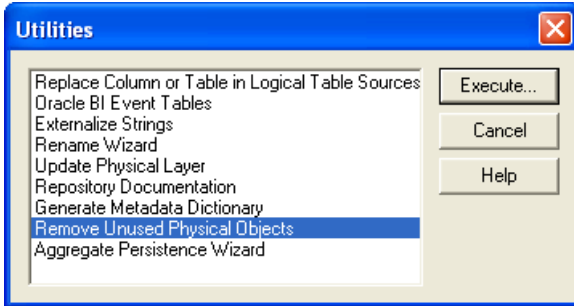 Utilities
Replace Column or Table in Logical Table Sources
Oracle BI Event Tables
Externalize Strings
Rename Wizard
Update Physical Layer
Repository Documentation
Generate Metadata Dictionary
Remove Unused Physical Objects
Aggregate Persistence Wizard
Execute...
Cancel
Help